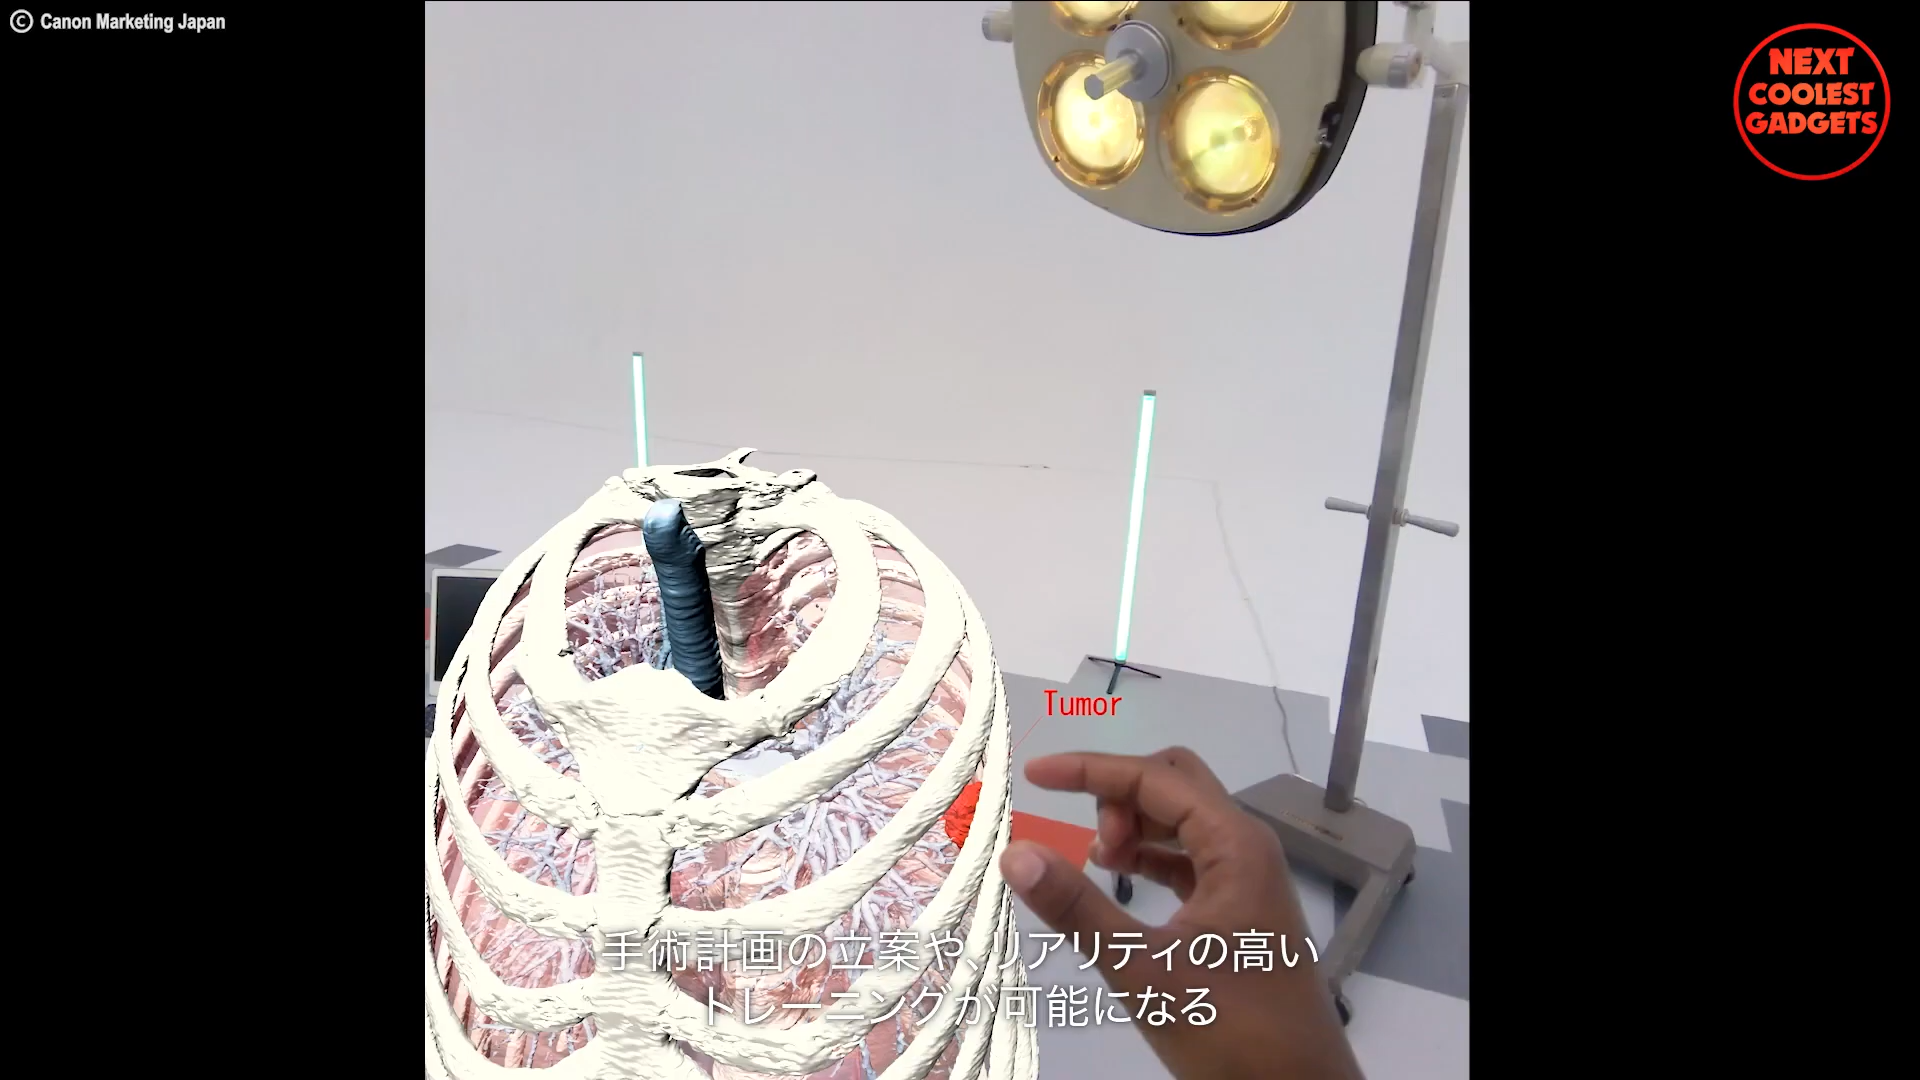 © Canon Marketing Japan
NEXT
COOLEST
GADGETS
Tumor
手術計画の立案や、リアリティの高い
トレーニングが可能になる